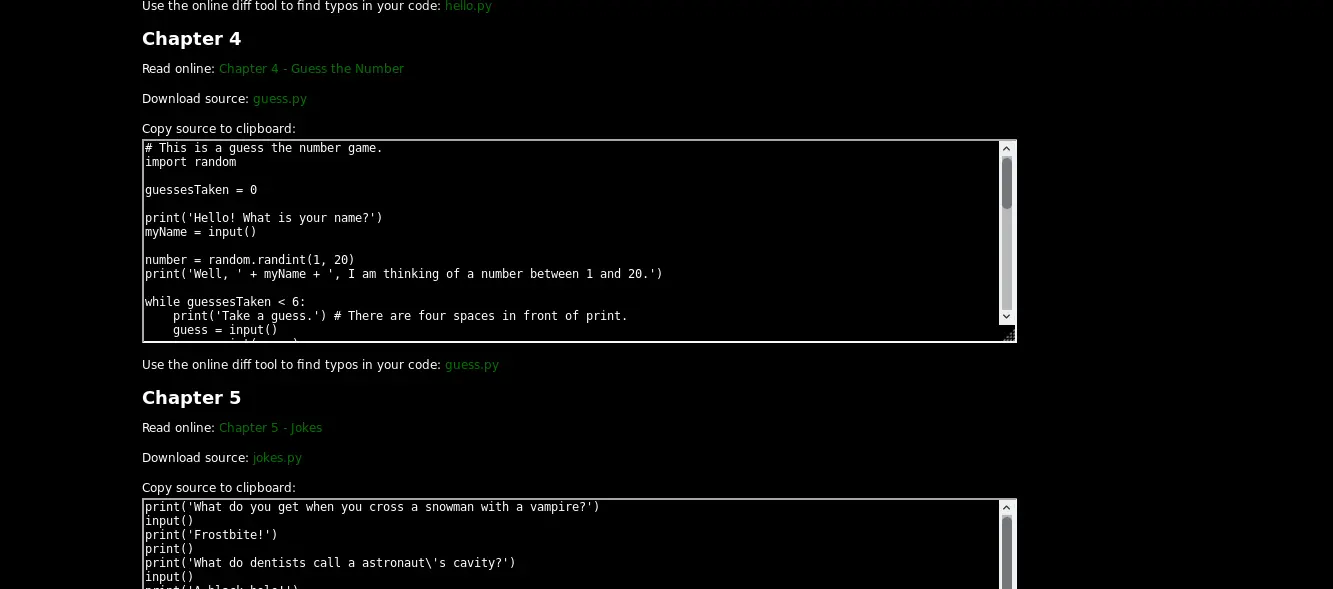 Use the online diff tool to find typos in your code: hello.py
Chapter 4
Read online: Chapter 4 - Guess the Number
Download source: guess.py
Copy source to clipboard:
# This is a guess the number game.
import random
guessesTaken = 0
print('Hello! What is your name?')
myName = input()
number = random.randint(1, 20)
print('Well, ' + myName + ', I am thinking of a number between 1 and 20.')
while guessesTaken < 6:
    print('Take a guess.') # There are four spaces in front of print.
    guess = input()
Use the online diff tool to find typos in your code: guess.py
Chapter 5
Read online: Chapter 5 - Jokes
Download source: jokes.py
Copy source to clipboard:
print('What do you get when you cross a snowman with a vampire?')
input()
print('Frostbite!')
print()
print('What do dentists call a astronaut\'s cavity?')
input()